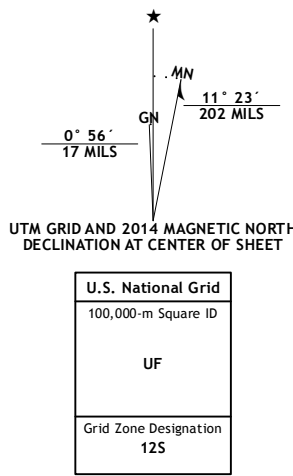 MN
GN
11° 23´
202 MILS
0° 56´
17 MILS
UTM GRID AND 2014 MAGNETIC NORTH
DECLINATION AT CENTER OF SHEET
U.S. National Grid
100,000-m Square ID
UF
Grid Zone Designation
12S